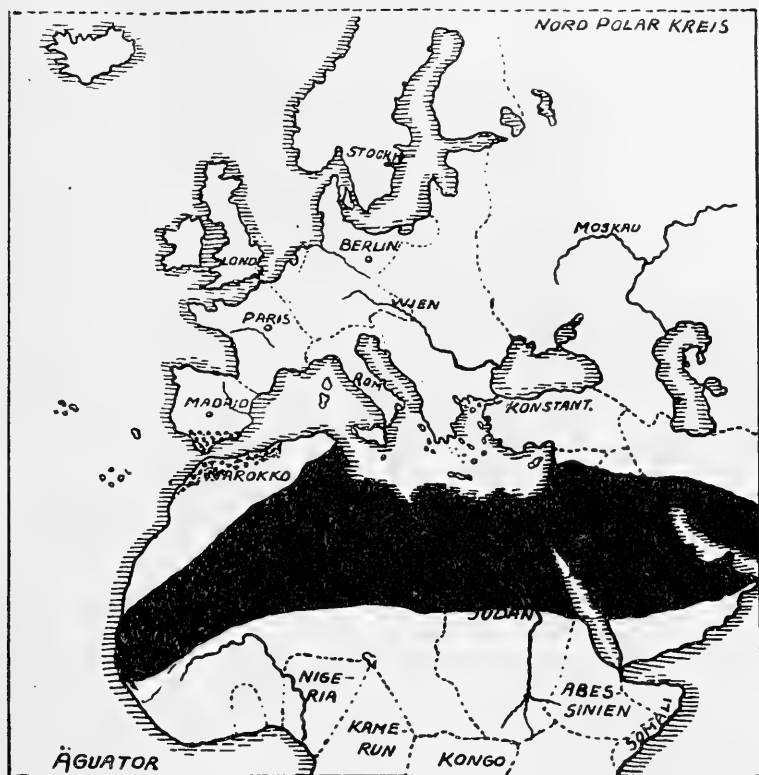 NORD POLAR KREIS
STOCKH.
MOSKAU
BERLIN
LOND.
WIEN
PARIS
ROM
MADRID
KONSTANT.
MAROKKO
SUDAN
NIGE-
RIA
ABES-
SINIEN
KAME
RUN
SOMALI
KONGO
ÄGUATOR